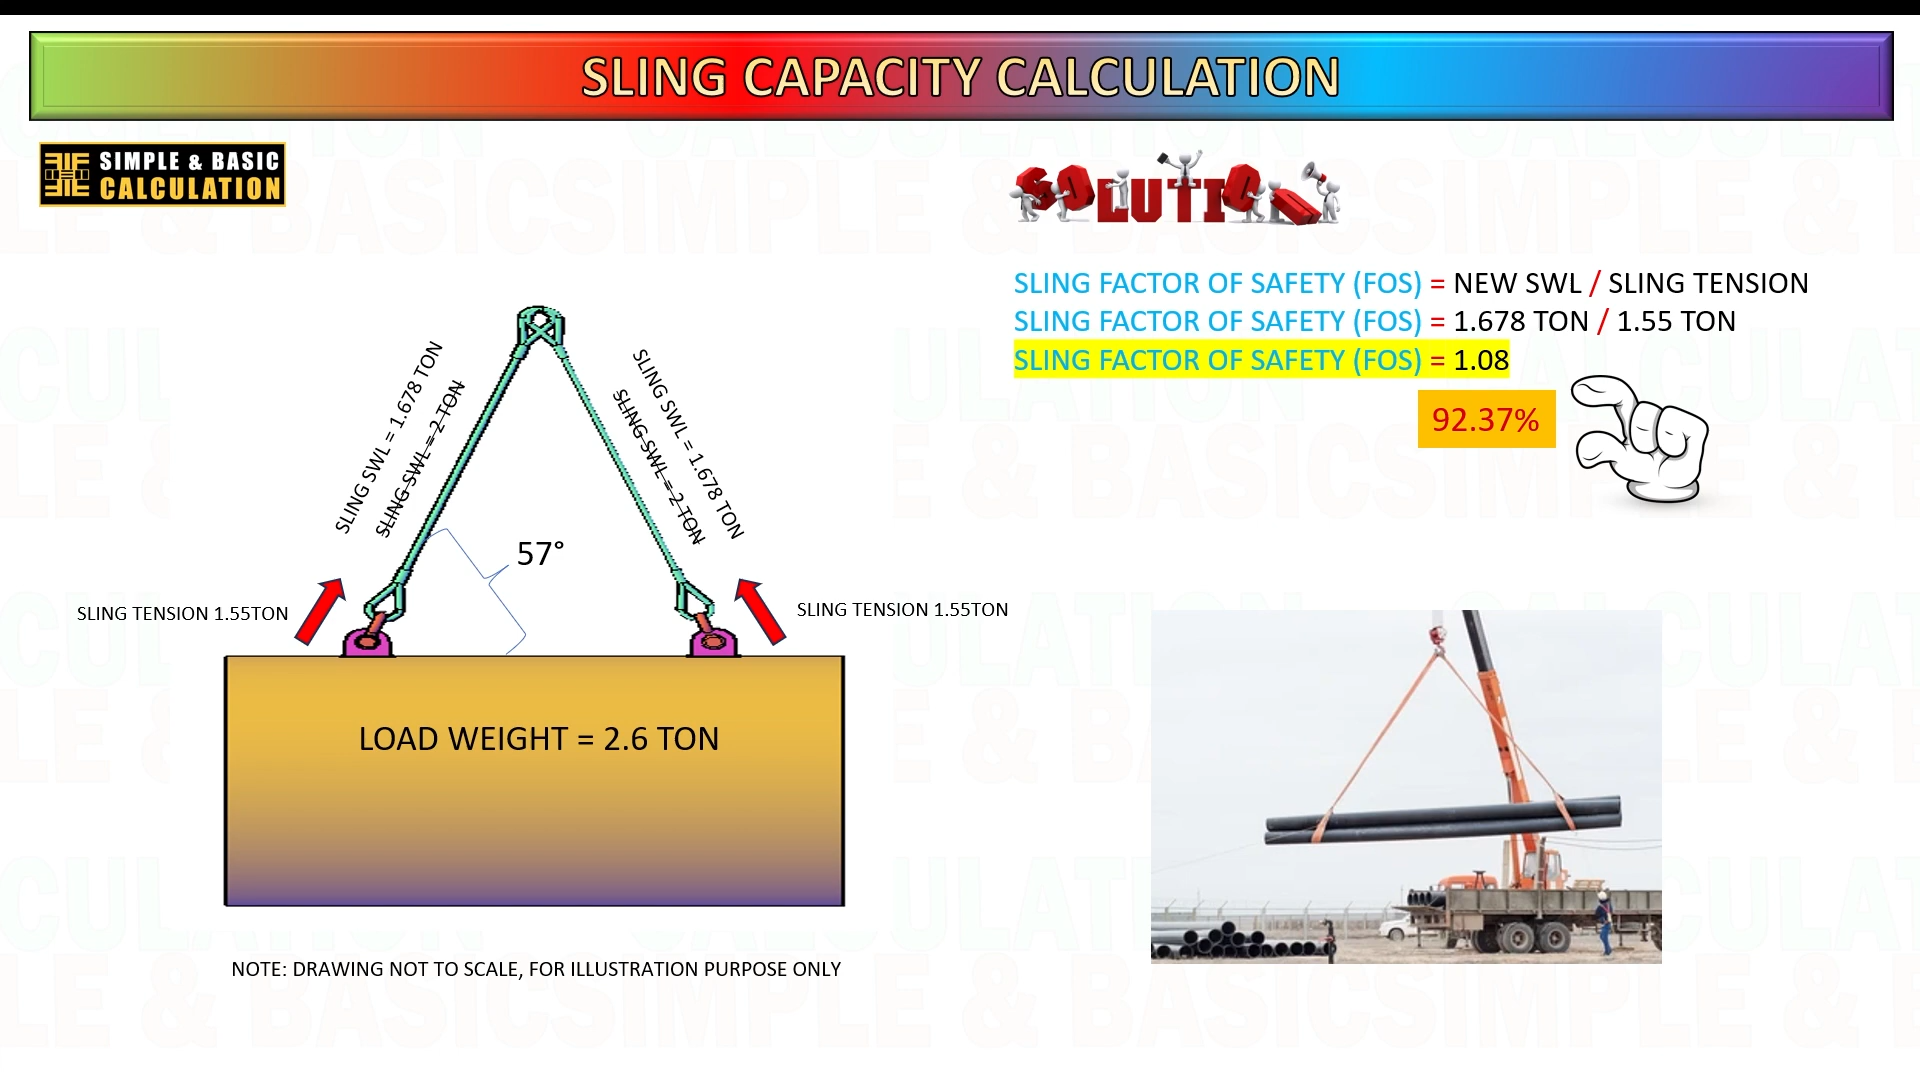 SLING CAPACITY CALCULATION
SIMPLE & BASIC
CALCULATION
SOLUTION
SLING FACTOR OF SAFETY (FOS) = NEW SWL / SLING TENSION
SLING FACTOR OF SAFETY (FOS) = 1.678 TON / 1.55 TON
SLING FACTOR OF SAFETY (FOS) = 1.08
92.37%
SLING SWL = 1.678 TON
SLING SWL = 2 TON
SLING SWL = 1.678 TON
SLING SWL = 2 TON
57°
SLING TENSION 1.55TON
SLING TENSION 1.55TON
LOAD WEIGHT = 2.6 TON
NOTE: DRAWING NOT TO SCALE, FOR ILLUSTRATION PURPOSE ONLY